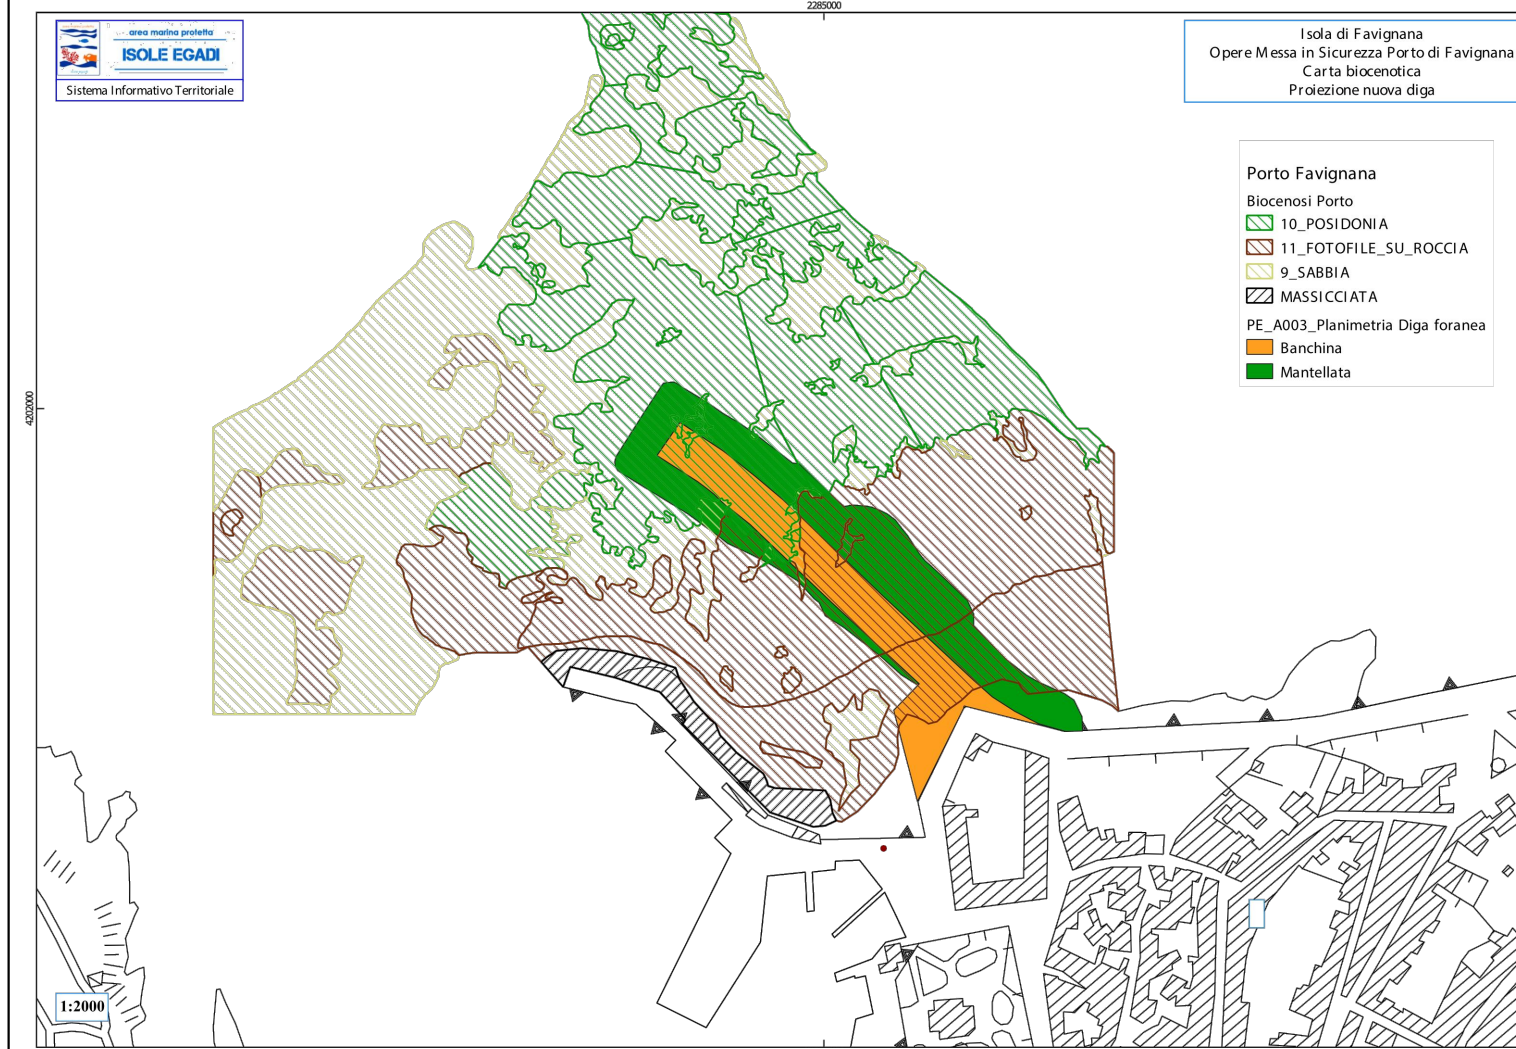 2285000
area marina protetta
ISOLE EGADI
Sistema Informativo Territoriale
Isola di Favignana
Opere Messa in Sicurezza Porto di Favignana
Carta biocenotica
Proiezione nuova diga
Porto Favignana
Biocenosi Porto
10_POSIDONIA
11_FOTOFILE_SU_ROCCIA
9_SABBIA
MASSICCIATA
PE_A003_Planimetria Diga foranea
Banchina
Mantellata
4202000
1:2000